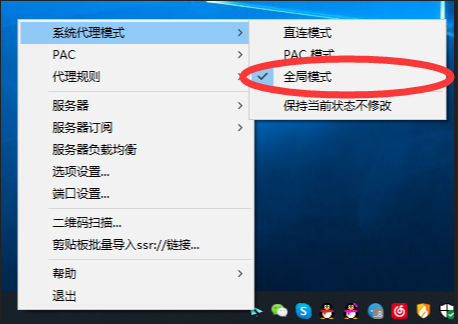 系统代理模式
PAC
代理规则
服务器
服务器订阅
服务器负载均衡
选项设置...
端口设置...
二维码扫描...
剪贴板批量导入ssr://链接...
帮助
退出
直连模式
PAC 模式
全局模式
保持当前状态不修改